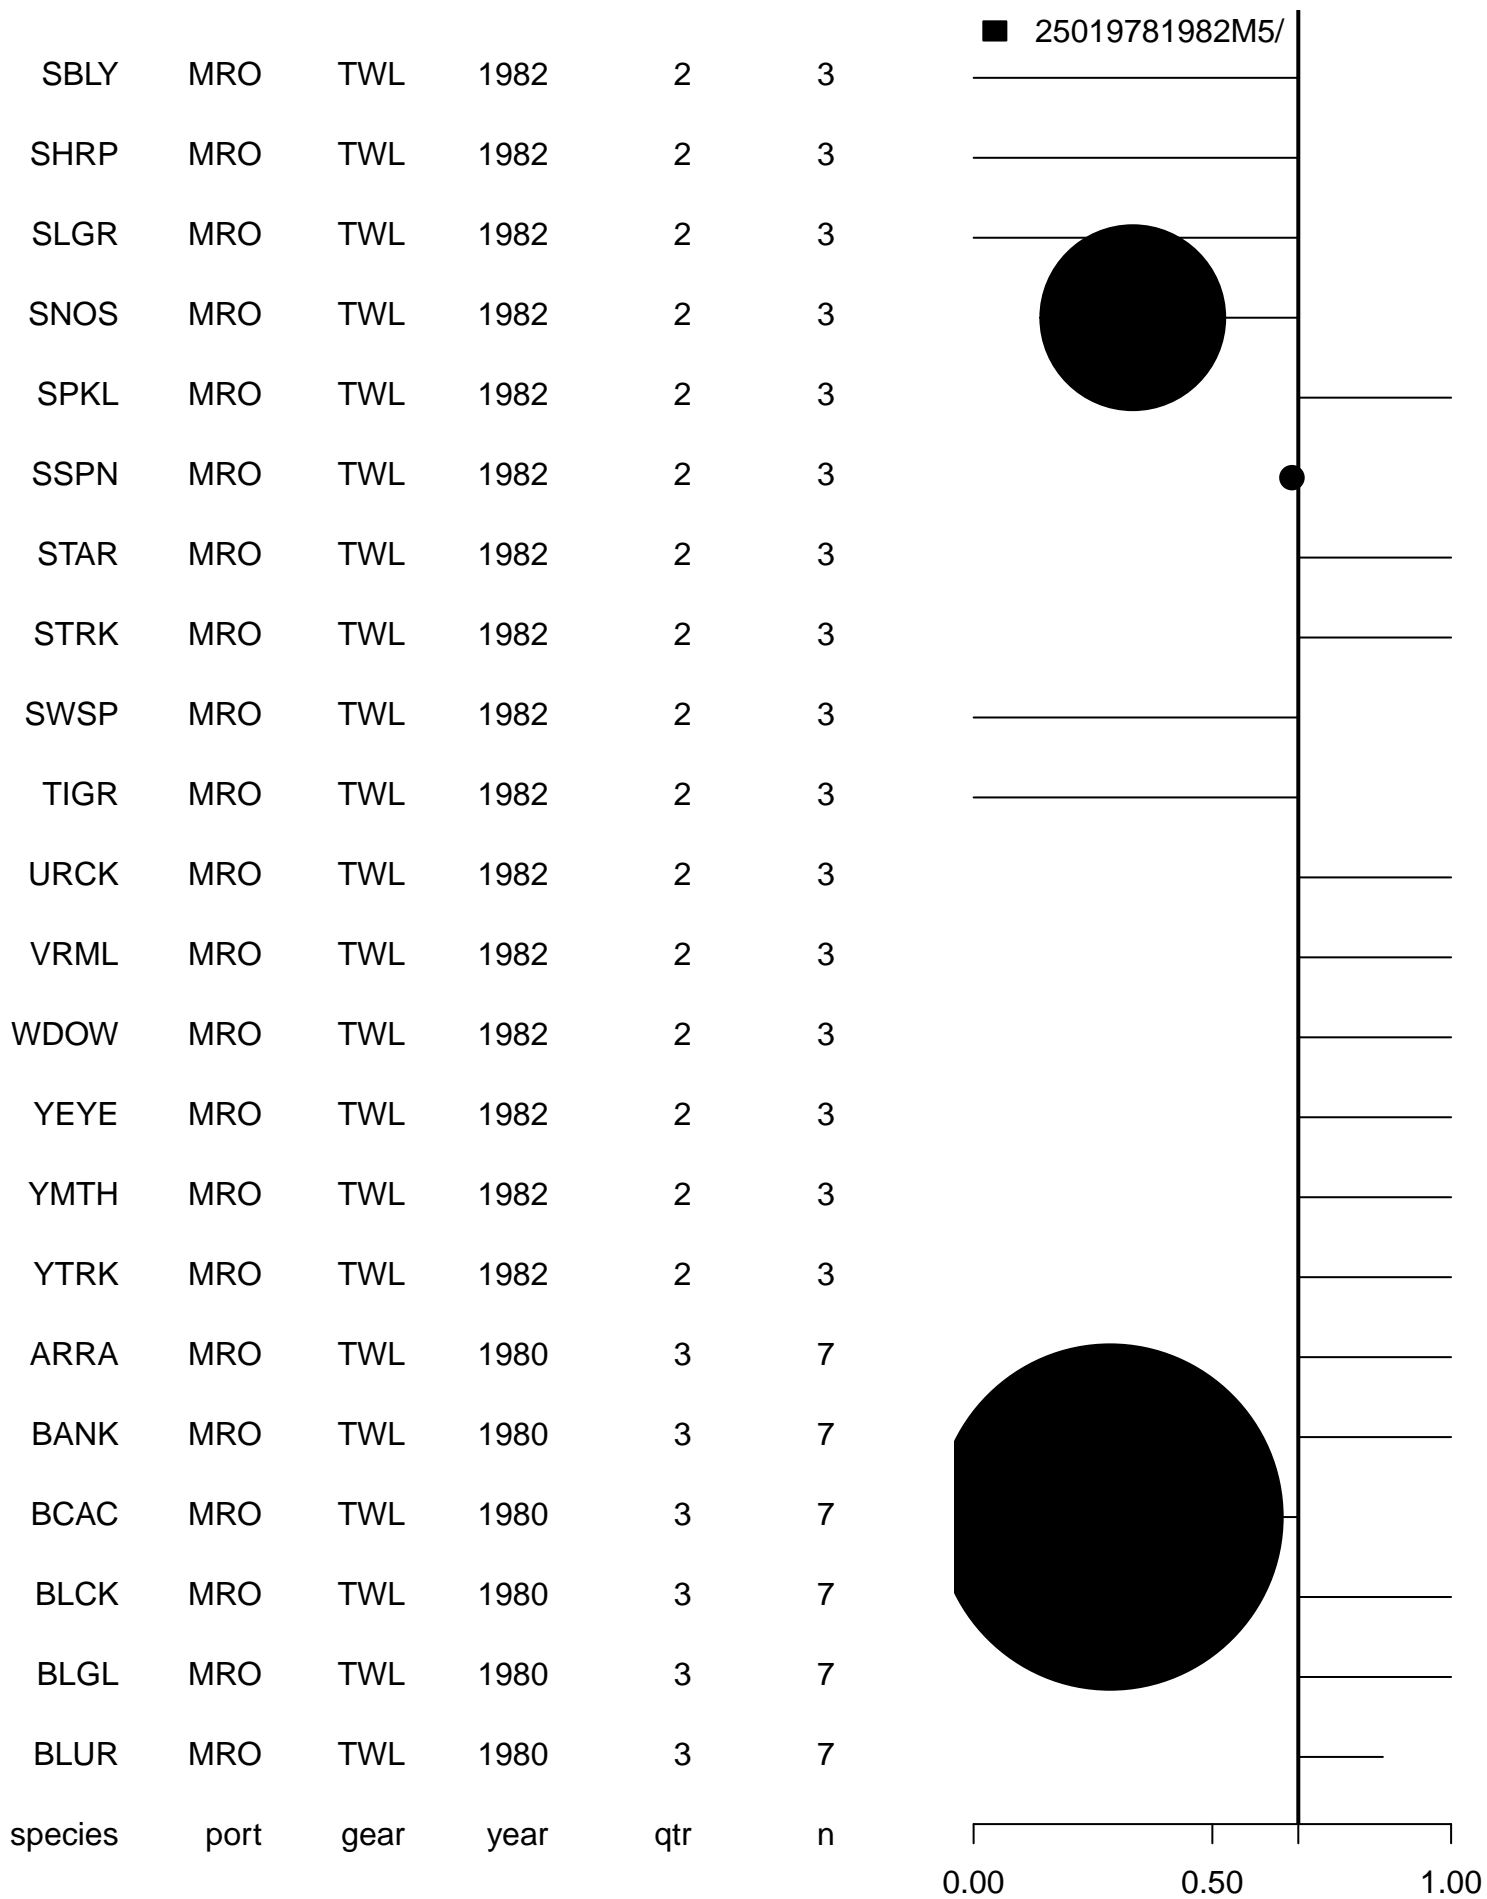 25019781982M5/
SBLY MRO TWL 1982 2 3
SHRP MRO TWL 1982 2 3
SLGR MRO TWL 1982 2 3
SNOS MRO TWL 1982 2 3
SPKL MRO TWL 1982 2 3
SSPN MRO TWL 1982 2 3
STAR MRO TWL 1982 2 3
STRK MRO TWL 1982 2 3
SWSP MRO TWL 1982 2 3
TIGR MRO TWL 1982 2 3
URCK MRO TWL 1982 2 3
VRML MRO TWL 1982 2 3
WDOW MRO TWL 1982 2 3
YEYE MRO TWL 1982 2 3
YMTH MRO TWL 1982 2 3
YTRK MRO TWL 1982 2 3
ARRA MRO TWL 1980 3 7
BANK MRO TWL 1980 3 7
BCAC MRO TWL 1980 3 7
BLCK MRO TWL 1980 3 7
BLGL MRO TWL 1980 3 7
BLUR MRO TWL 1980 3 7
species port gear year qtr n
0.00 0.50 1.00